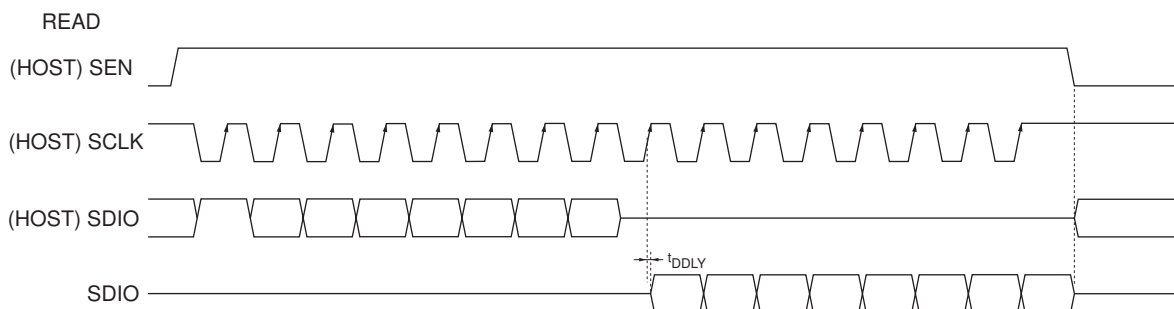 READ
(HOST) SEN
(HOST) SCLK
(HOST) SDIO
tDDLY
SDIO